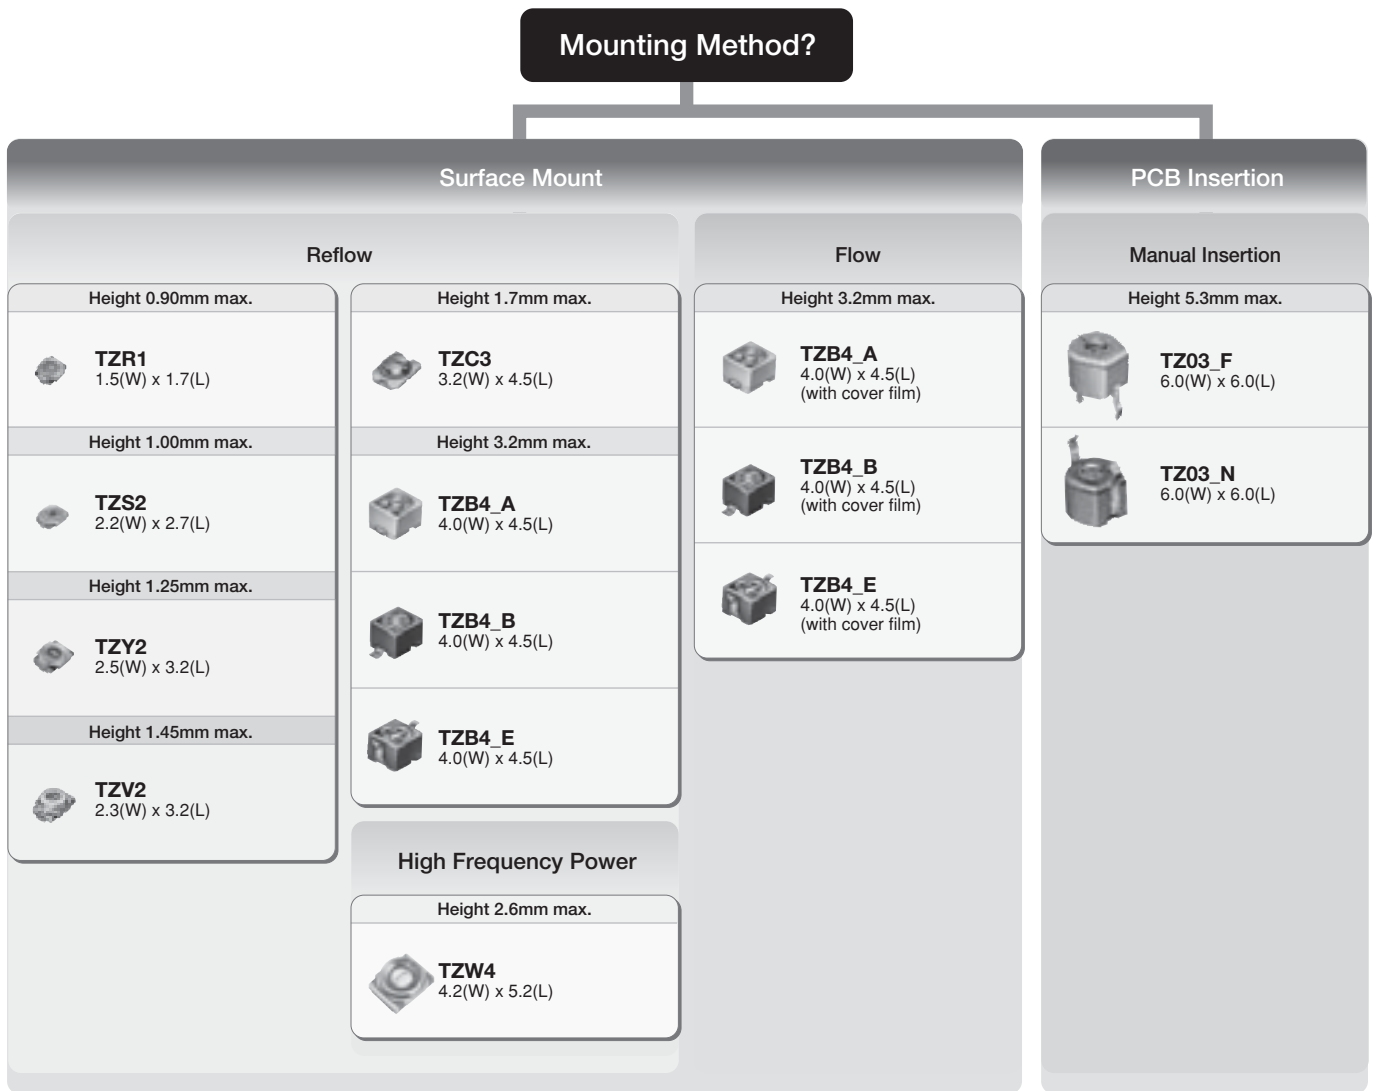 Mounting Method?
Surface Mount
Reflow
Height 0.90mm max.
TZR1
1.5(W) x 1.7(L)
Height 1.00mm max.
TZS2
2.2(W) x 2.7(L)
Height 1.25mm max.
TZY2
2.5(W) x 3.2(L)
Height 1.45mm max.
TZV2
2.3(W) x 3.2(L)
Height 1.7mm max.
TZC3
3.2(W) x 4.5(L)
Height 3.2mm max.
TZB4_A
4.0(W) x 4.5(L)
TZB4_B
4.0(W) x 4.5(L)
TZB4_E
4.0(W) x 4.5(L)
High Frequency Power
Height 2.6mm max.
TZW4
4.2(W) x 5.2(L)
Flow
Height 3.2mm max.
TZB4_A
4.0(W) x 4.5(L)
(with cover film)
TZB4_B
4.0(W) x 4.5(L)
(with cover film)
TZB4_E
4.0(W) x 4.5(L)
(with cover film)
PCB Insertion
Manual Insertion
Height 5.3mm max.
TZ03_F
6.0(W) x 6.0(L)
TZ03_N
6.0(W) x 6.0(L)